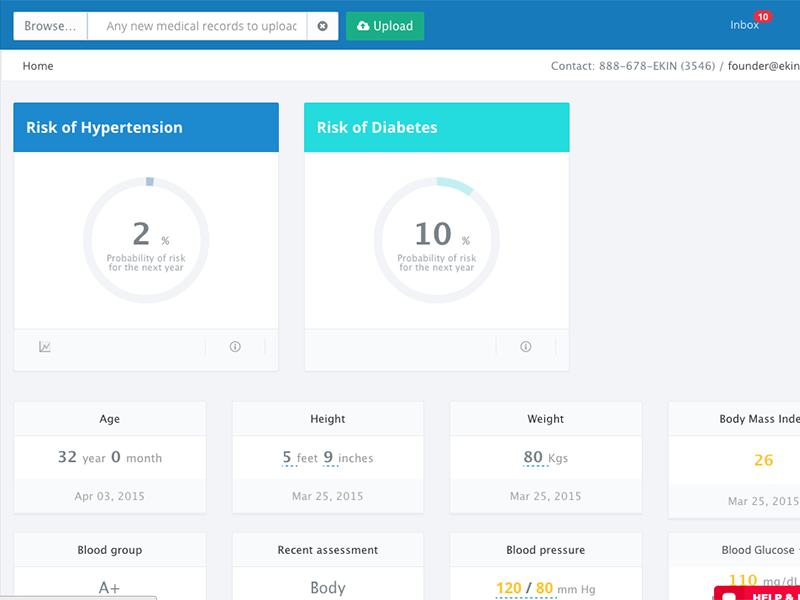 Browse... Any new medical records to upload Upload Inbox 10
Home Contact: 888-678-EKIN (3546) / founder@ekin
Risk of Hypertension Risk of Diabetes
2 % 10 %
Probability of risk Probability of risk
for the next year for the next year
Age Height Weight Body Mass Inde
32 year 0 month 5 feet 9 inches 80 Kgs 26
Apr 03, 2015 Mar 25, 2015 Mar 25, 2015 Mar 25, 2015
Blood group Recent assessment Blood pressure Blood Glucose
A+ Body 120 / 80 mm Hg 110 mg/dL
HELP &